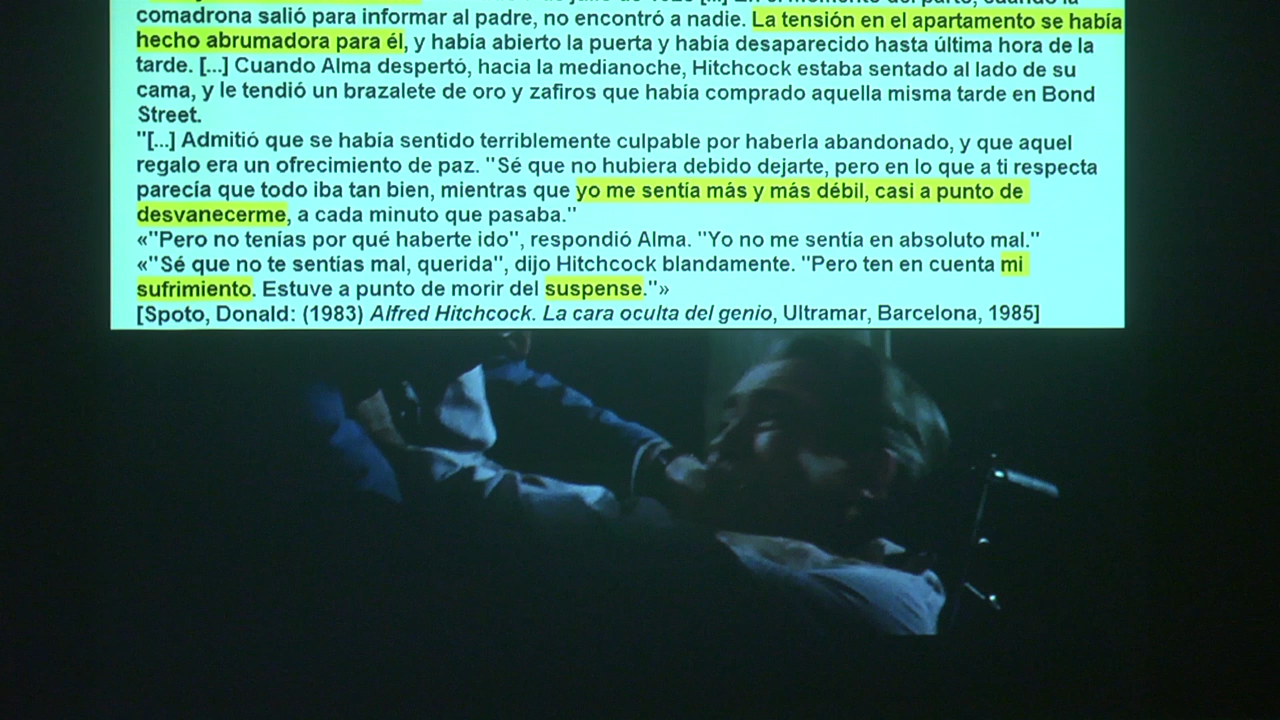 comadrona salió para informar al padre, no encontró a nadie. La tensión en el apartamento se había
hecho abrumadora para él, y había abierto la puerta y había desaparecido hasta última hora de la
tarde. [...] Cuando Alma despertó, hacia la medianoche, Hitchcock estaba sentado al lado de su
cama, y le tendió un brazalete de oro y zafiros que había comprado aquella misma tarde en Bond
Street.
"[...] Admitió que se había sentido terriblemente culpable por haberla abandonado, y que aquel
regalo era un ofrecimiento de paz. "Sé que no hubiera debido dejarte, pero en lo que a ti respecta
parecía que todo iba tan bien, mientras que yo me sentía más y más débil, casi a punto de
desvanecerme, a cada minuto que pasaba."
«"Pero no tenías por qué haberte ido", respondió Alma. "Yo no me sentía en absoluto mal."
«"Sé que no te sentías mal, querida", dijo Hitchcock blandamente. "Pero ten en cuenta mi
sufrimiento. Estuve a punto de morir del suspense."»
[Spoto, Donald: (1983) Alfred Hitchcock. La cara oculta del genio, Ultramar, Barcelona, 1985]